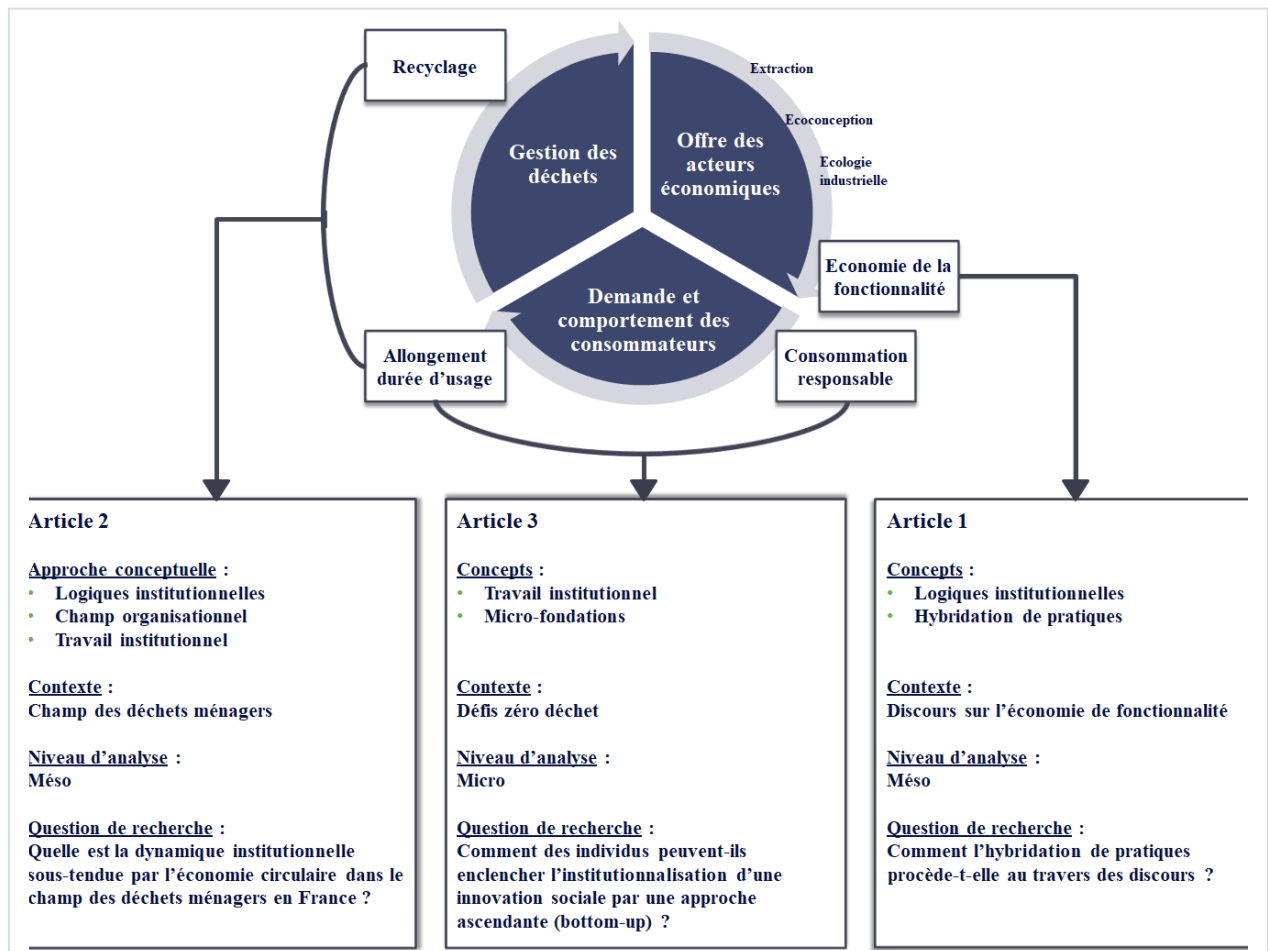 Recyclage
Extraction
Ecoconception
Ecologie
industrielle
Gestion des
déchets
Offre des
acteurs
économiques
Economie de la
fonctionnalité
Demande et
comportement des
consommateurs
Allongement
durée d’usage
Consommation
responsable
Article 2
Approche conceptuelle :
• Logiques institutionnelles
• Champ organisationnel
• Travail institutionnel
Contexte :
Champ des déchets ménagers
Niveau d’analyse :
Méso
Question de recherche :
Quelle est la dynamique institutionnelle
sous-tendue par l’économie circulaire dans le
champ des déchets ménagers en France ?
Article 3
Concepts :
• Travail institutionnel
• Micro-fondations
Contexte :
Défis zéro déchet
Niveau d’analyse :
Micro
Question de recherche :
Comment des individus peuvent-ils
enclencher l’institutionnalisation d’une
innovation sociale par une approche
ascendante (bottom-up) ?
Article 1
Concepts :
• Logiques institutionnelles
• Hybridation de pratiques
Contexte :
Discours sur l’économie de fonctionnalité
Niveau d’analyse :
Méso
Question de recherche :
Comment l’hybridation de pratiques
procède-t-elle au travers des discours ?